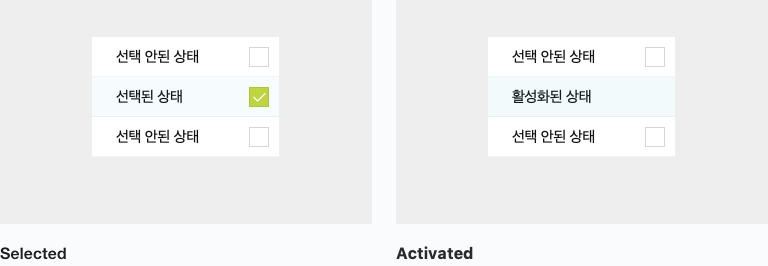 선택 안된 상태
선택된 상태
선택 안된 상태
Selected
선택 안된 상태
활성화된 상태
선택 안된 상태
Activated